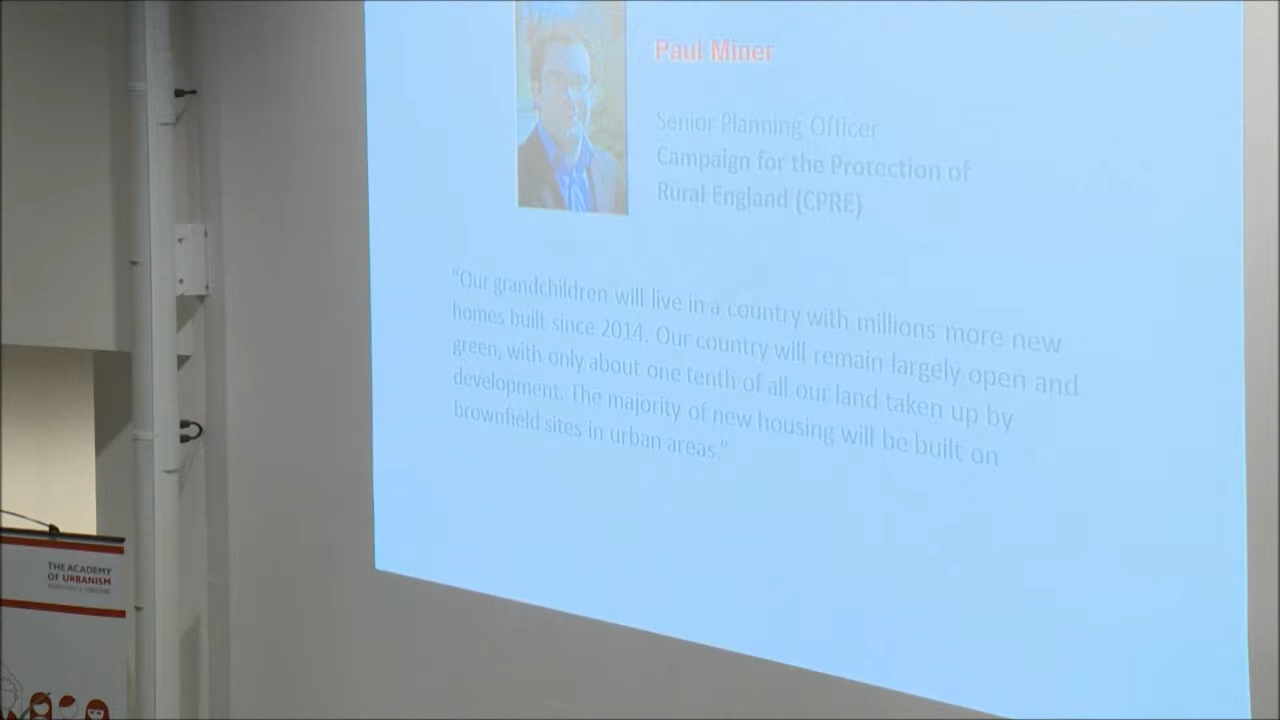 Paul Miner
Senior Planning Officer
Campaign for the Protection of
Rural England (CPRE)
"Our grandchildren will live in a country with millions more new
homes built since 2014. Our country will remain largely open and
green, with only about one tenth of all our land taken up by
development. The majority of new housing will be built on
brownfield sites in urban areas."
THE ACADEMY
OF URBANISM